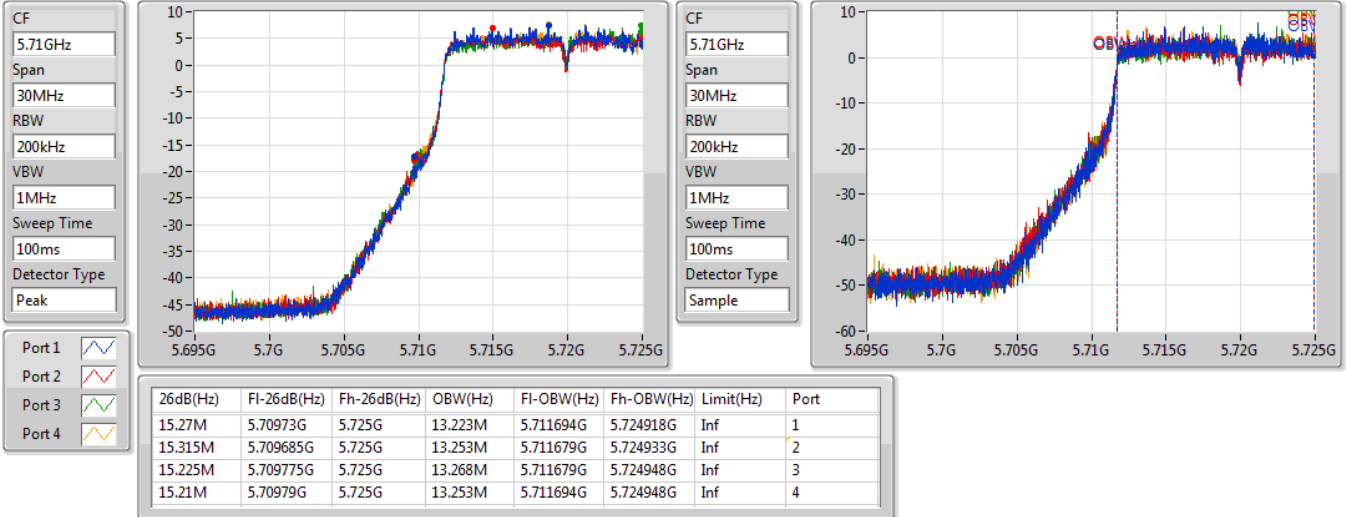 CF
5.71GHz
Span
30MHz
RBW
200kHz
VBW
1MHz
Sweep Time
100ms
Detector Type
Peak
10
5
0
-5
-10
-15
-20
-25
-30
-35
-40
-45
-50
5.695G 5.7G 5.705G 5.71G 5.715G 5.72G 5.725G
CF
5.71GHz
Span
30MHz
RBW
200kHz
VBW
1MHz
Sweep Time
100ms
Detector Type
Sample
10
0
-10
-20
-30
-40
-50
-60
OBW
5.695G 5.7G 5.705G 5.71G 5.715G 5.72G 5.725G
Port 1
Port 2
Port 3
Port 4
26dB(Hz) Fl-26dB(Hz) Fh-26dB(Hz) OBW(Hz) Fl-OBW(Hz) Fh-OBW(Hz) Limit(Hz) Port
15.27M 5.70973G 5.725G 13.223M 5.711694G 5.724918G Inf 1
15.315M 5.709685G 5.725G 13.253M 5.711679G 5.724933G Inf 2
15.225M 5.709775G 5.725G 13.268M 5.711679G 5.724948G Inf 3
15.21M 5.70979G 5.725G 13.253M 5.711694G 5.724948G Inf 4